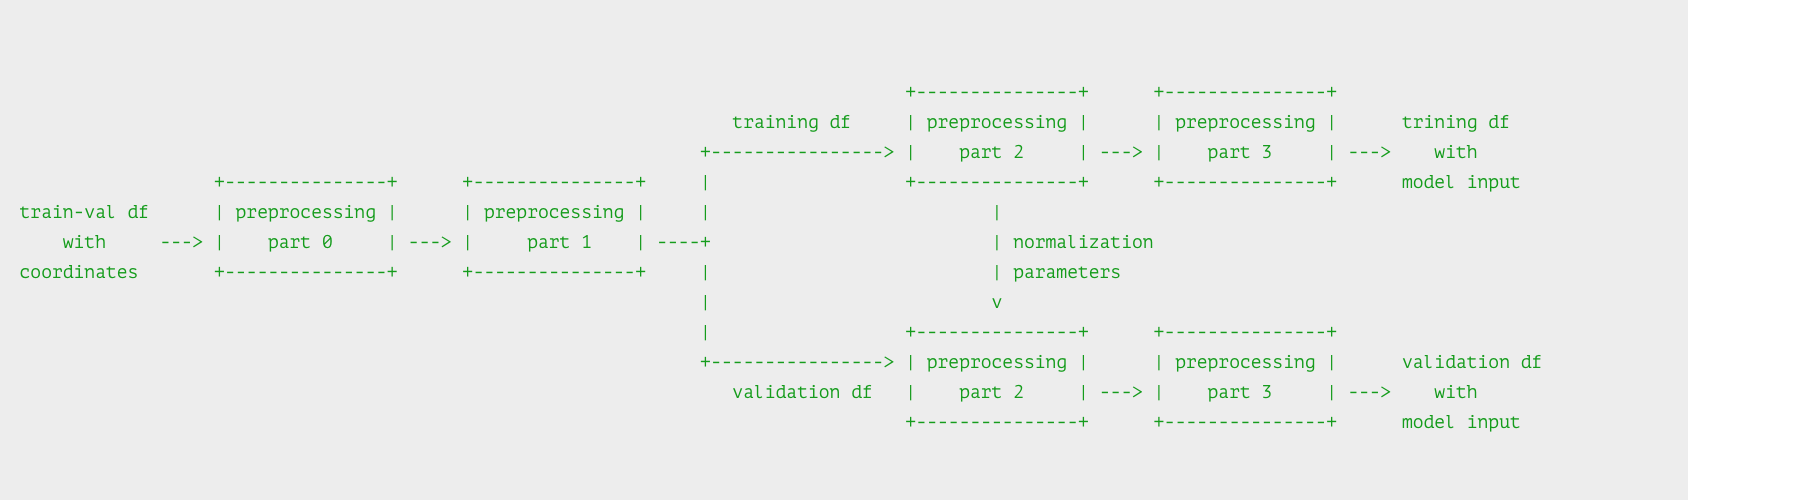 +---------------+      +---------------+
                                                                  training df     | preprocessing |      | preprocessing |      trining df
                                                               +----------------> |    part 2     | ---> |    part 3     | --->    with
                  +---------------+      +---------------+     |                  +---------------+      +---------------+      model input
train-val df      | preprocessing |      | preprocessing |     |                          |
    with     ---> |    part 0     | ---> |     part 1    | ----+                          | normalization
coordinates       +---------------+      +---------------+     |                          | parameters
                                                               |                          v
                                                               |                  +---------------+      +---------------+
                                                               +----------------> | preprocessing |      | preprocessing |      validation df
                                                                  validation df   |    part 2     | ---> |    part 3     | --->    with
                                                                                  +---------------+      +---------------+      model input